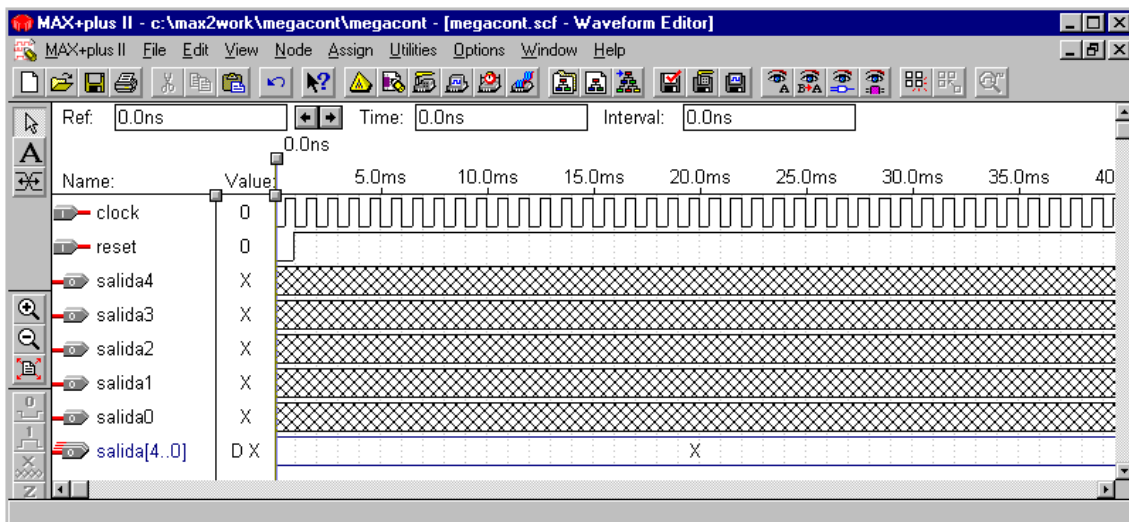 MAX+plus II - c:\max2work\megacont\megacont - [megacont.scf - Waveform Editor]
MAX+plus II File Edit View Node Assign Utilities Options Window Help
A B+A
Ref: 0.0ns Time: 0.0ns Interval: 0.0ns
0.0ns
A
Name: Value: 5.0ms 10.0ms 15.0ms 20.0ms 25.0ms 30.0ms 35.0ms 40
clock 0
reset 0
salida4 X
salida3 X
salida2 X
salida1 X
0 salida0 X
1
salida[4..0] D X X
X
Z